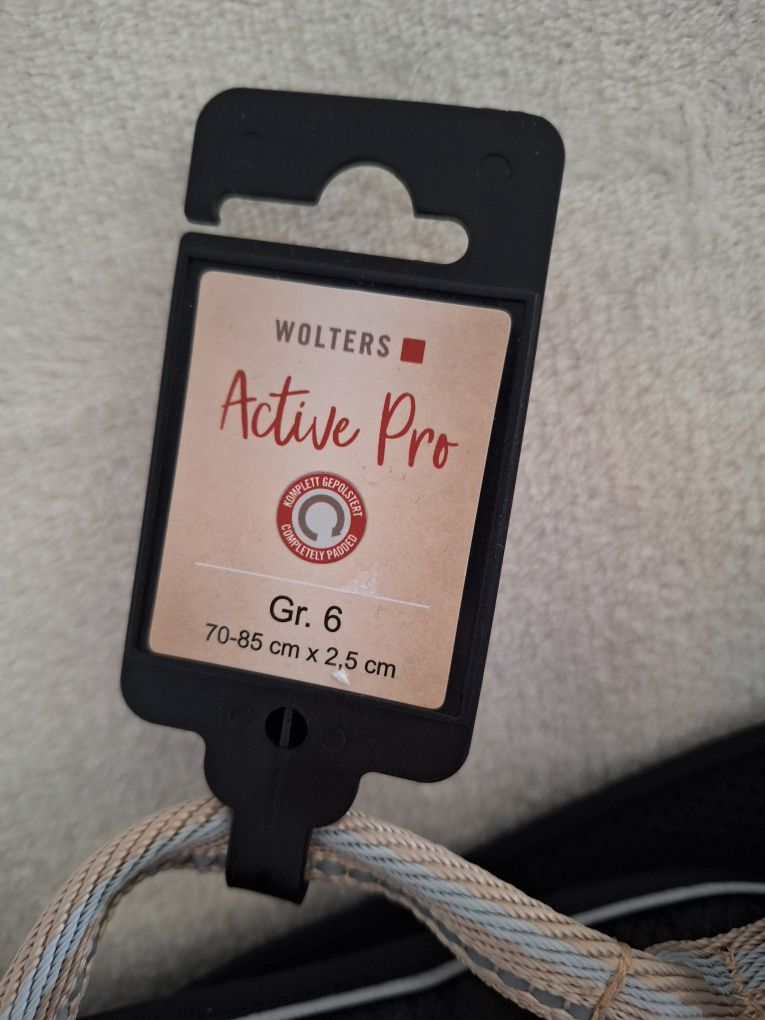 WOLTERS
Active Pro
KOMPLETT GEPOLSTERT
COMPLETELY PADDED
Gr. 6
70-85 cm x 2,5 cm